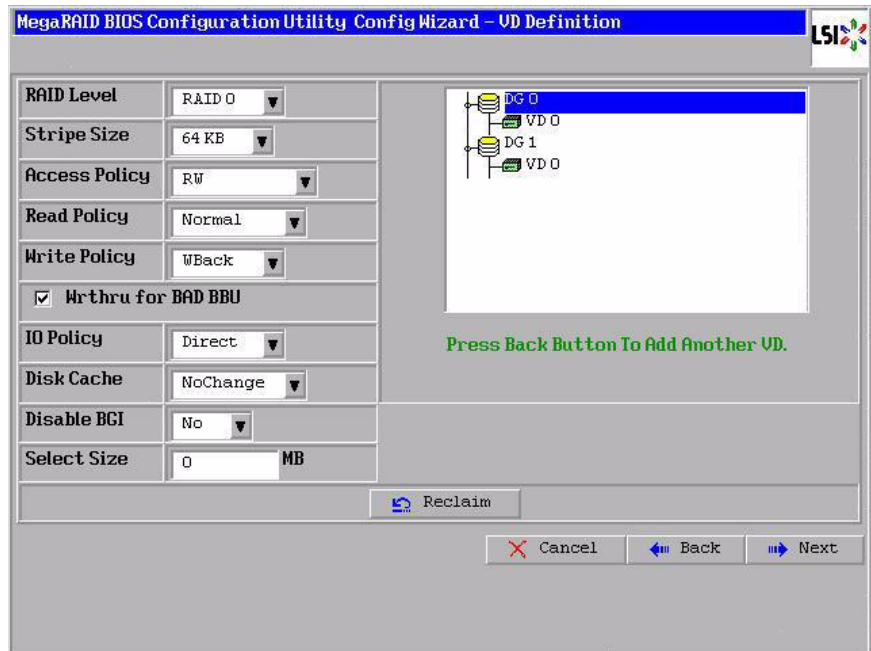 MegaRAID BIOS Configuration Utility Config Wizard - VD Definition
LSI
RAID Level
RAID 0
Stripe Size
64 KB
Access Policy
RW
Read Policy
Normal
Write Policy
WBack
Wrthru for BAD BBU
IO Policy
Direct
Disk Cache
NoChange
Disable BGI
No
Select Size
0
MB
DG 0
VD 0
DG 1
VD 0
Press Back Button To Add Another VD.
Reclaim
Cancel
Back
Next